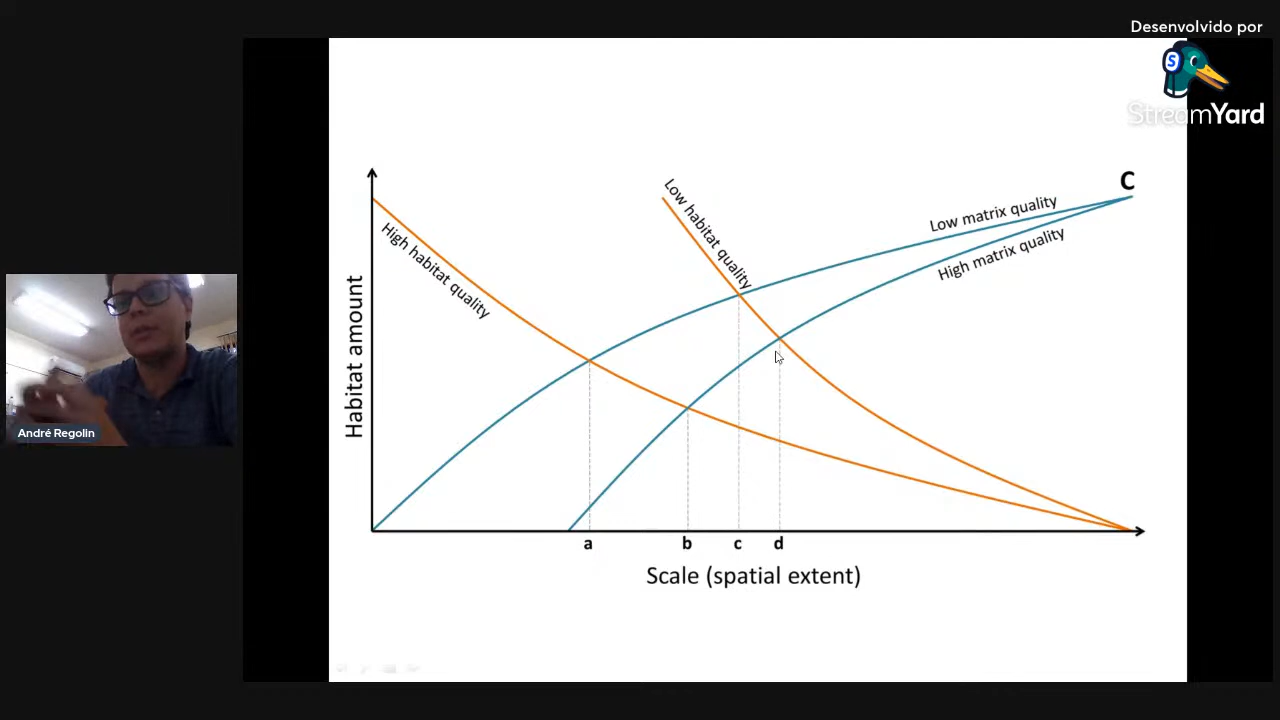 Desenvolvido por
S
StreamYard
C
Low habitat quality
Low matrix quality
High matrix quality
High habitat quality
Habitat amount
André Regolin
a b c d
Scale (spatial extent)